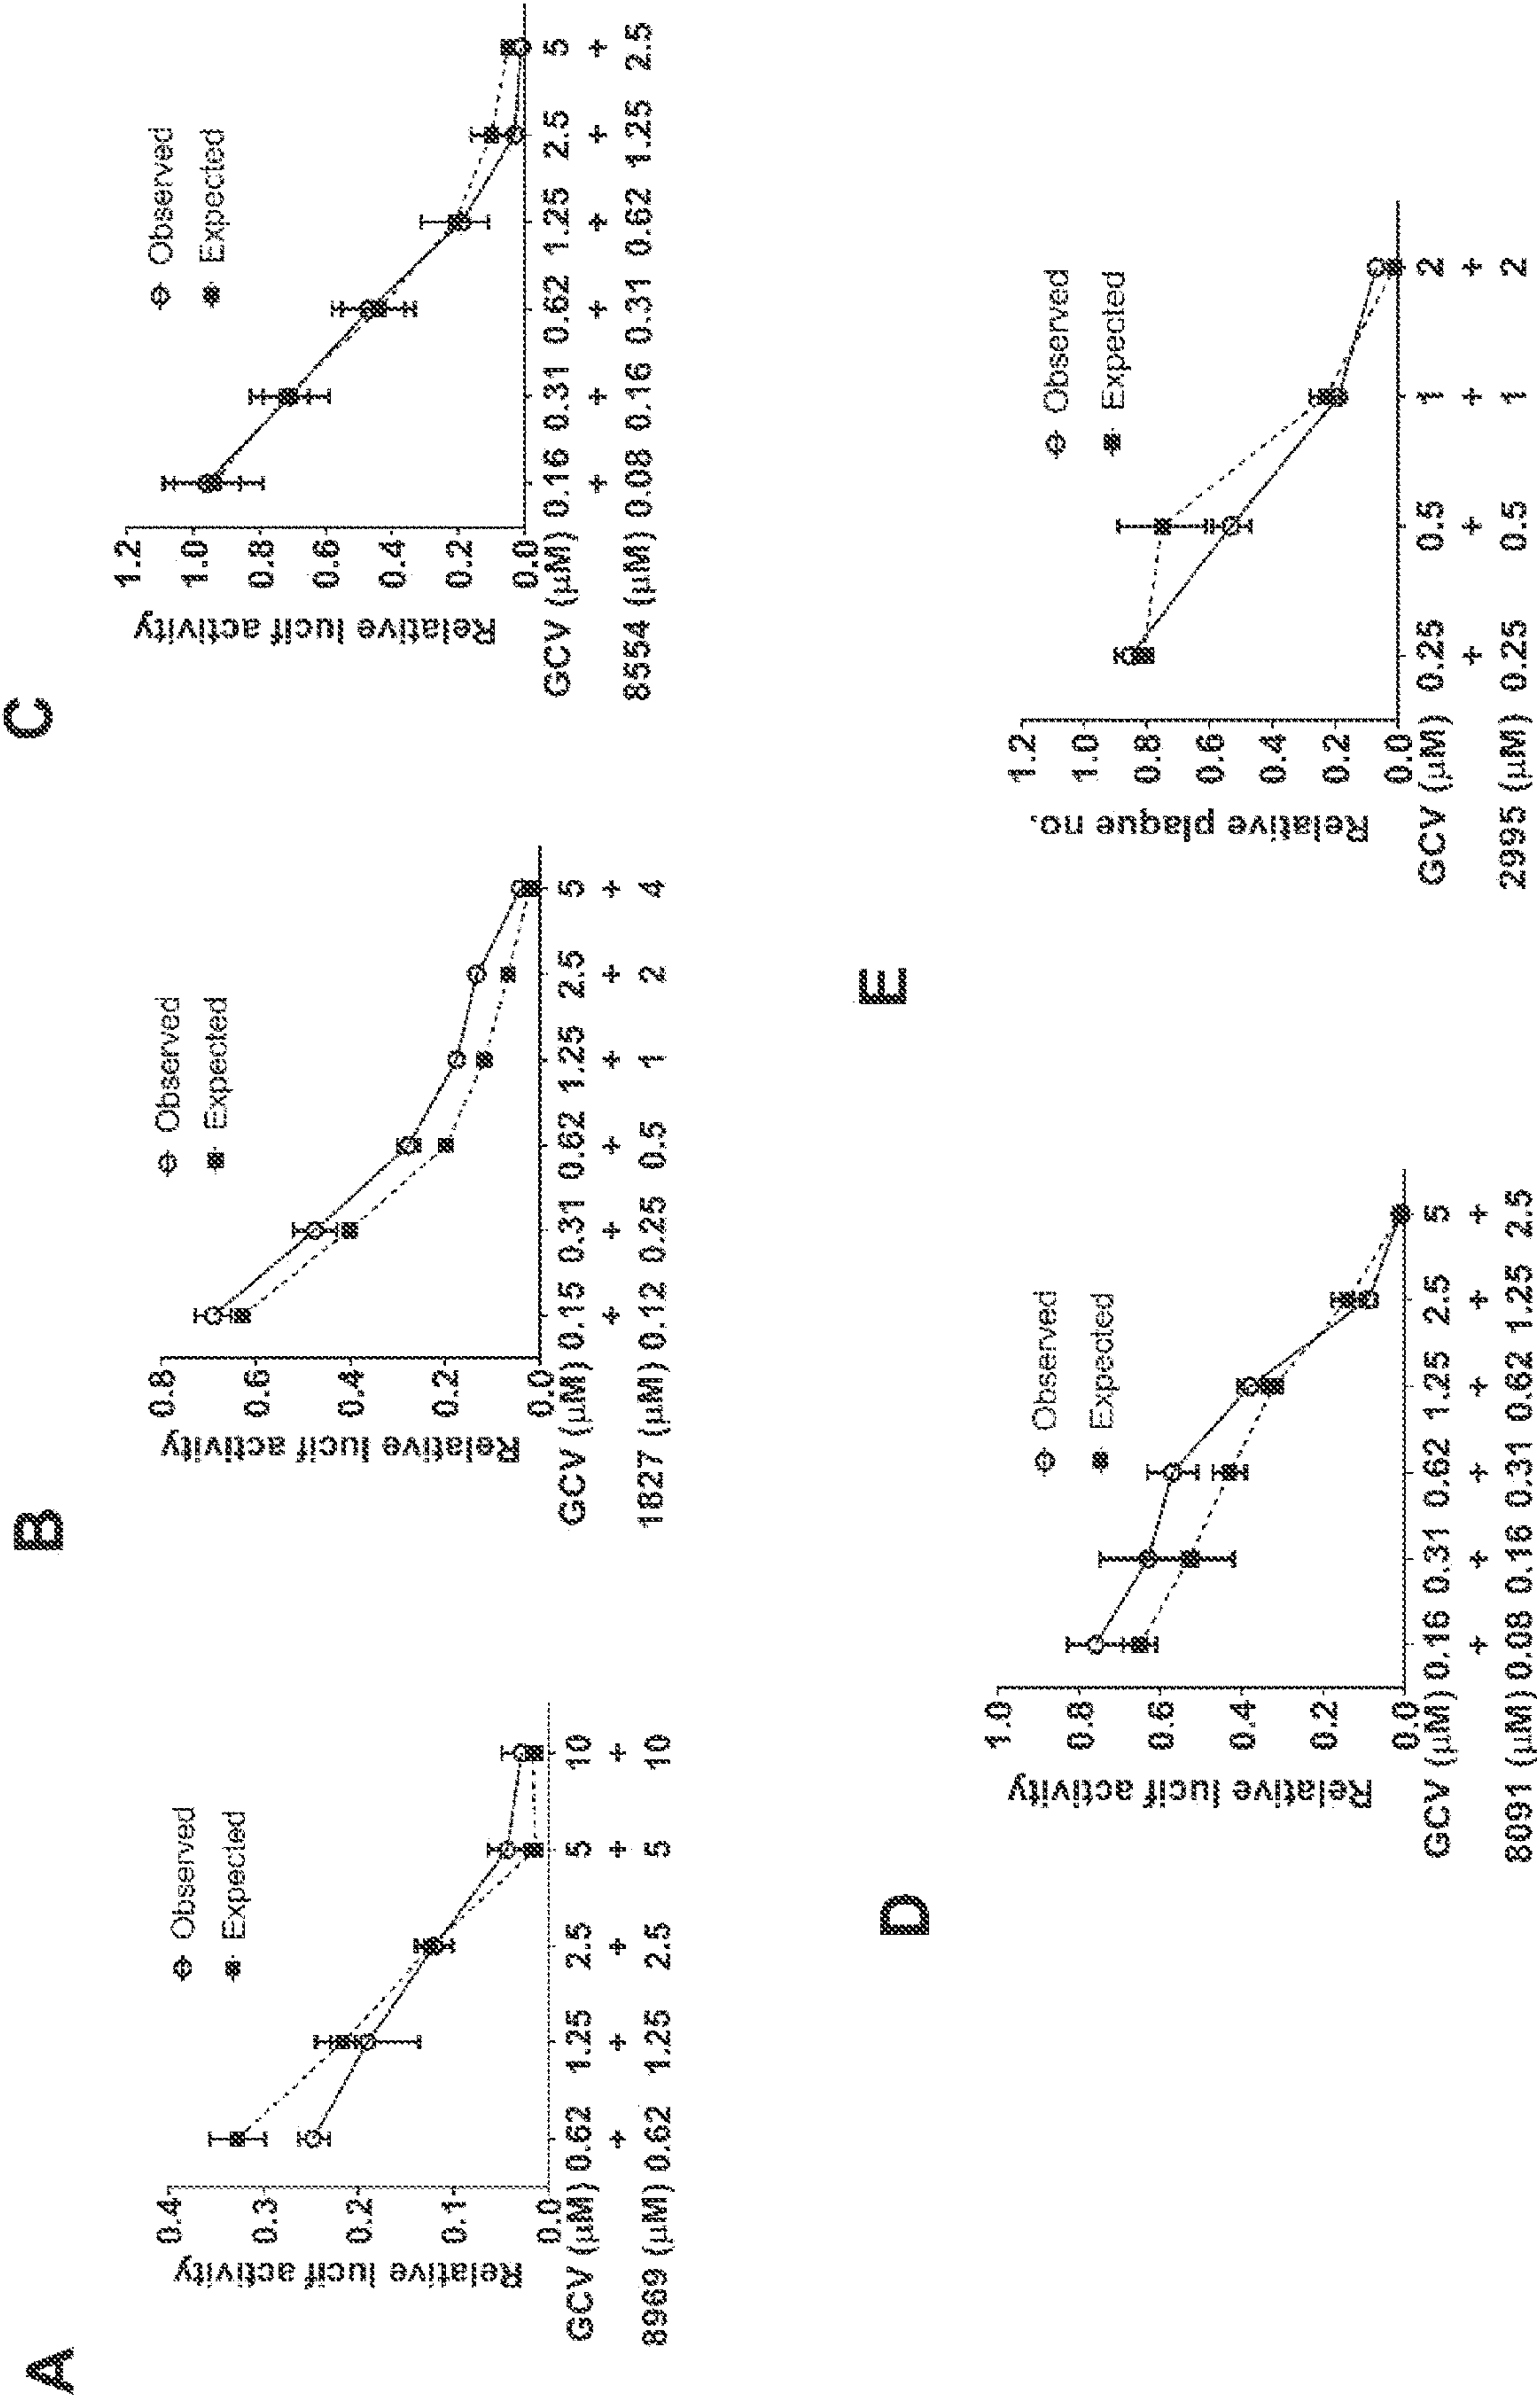 A
Relative lucif activity
0.4
0.3
0.2
0.1
0.0
Observed
Expected
GCV (µM) 0.62 1.25 2.5 5 10
+ + + + +
8969 (µM) 0.62 1.25 2.5 5 10
B
Relative lucif activity
0.8
0.6
0.4
0.2
0.0
Observed
Expected
GCV (µM) 0.15 0.31 0.62 1.25 2.5 5
+ + + + + +
1827 (µM) 0.12 0.25 0.5 1 2 4
C
Relative lucif activity
1.2
1.0
0.8
0.6
0.4
0.2
0.0
Observed
Expected
GCV (µM) 0.16 0.31 0.62 1.25 2.5 5
+ + + + + +
8554 (µM) 0.08 0.16 0.31 0.62 1.25 2.5
D
Relative lucif activity
1.0
0.8
0.6
0.4
0.2
0.0
Observed
Expected
GCV (µM) 0.16 0.31 0.62 1.25 2.5 5
+ + + + + +
8091 (µM) 0.08 0.16 0.31 0.62 1.25 2.5
E
Relative plaque no.
1.2
1.0
0.8
0.6
0.4
0.2
0.0
Observed
Expected
GCV (µM) 0.25 0.5 1 2
+ + + +
2995 (µM) 0.25 0.5 1 2